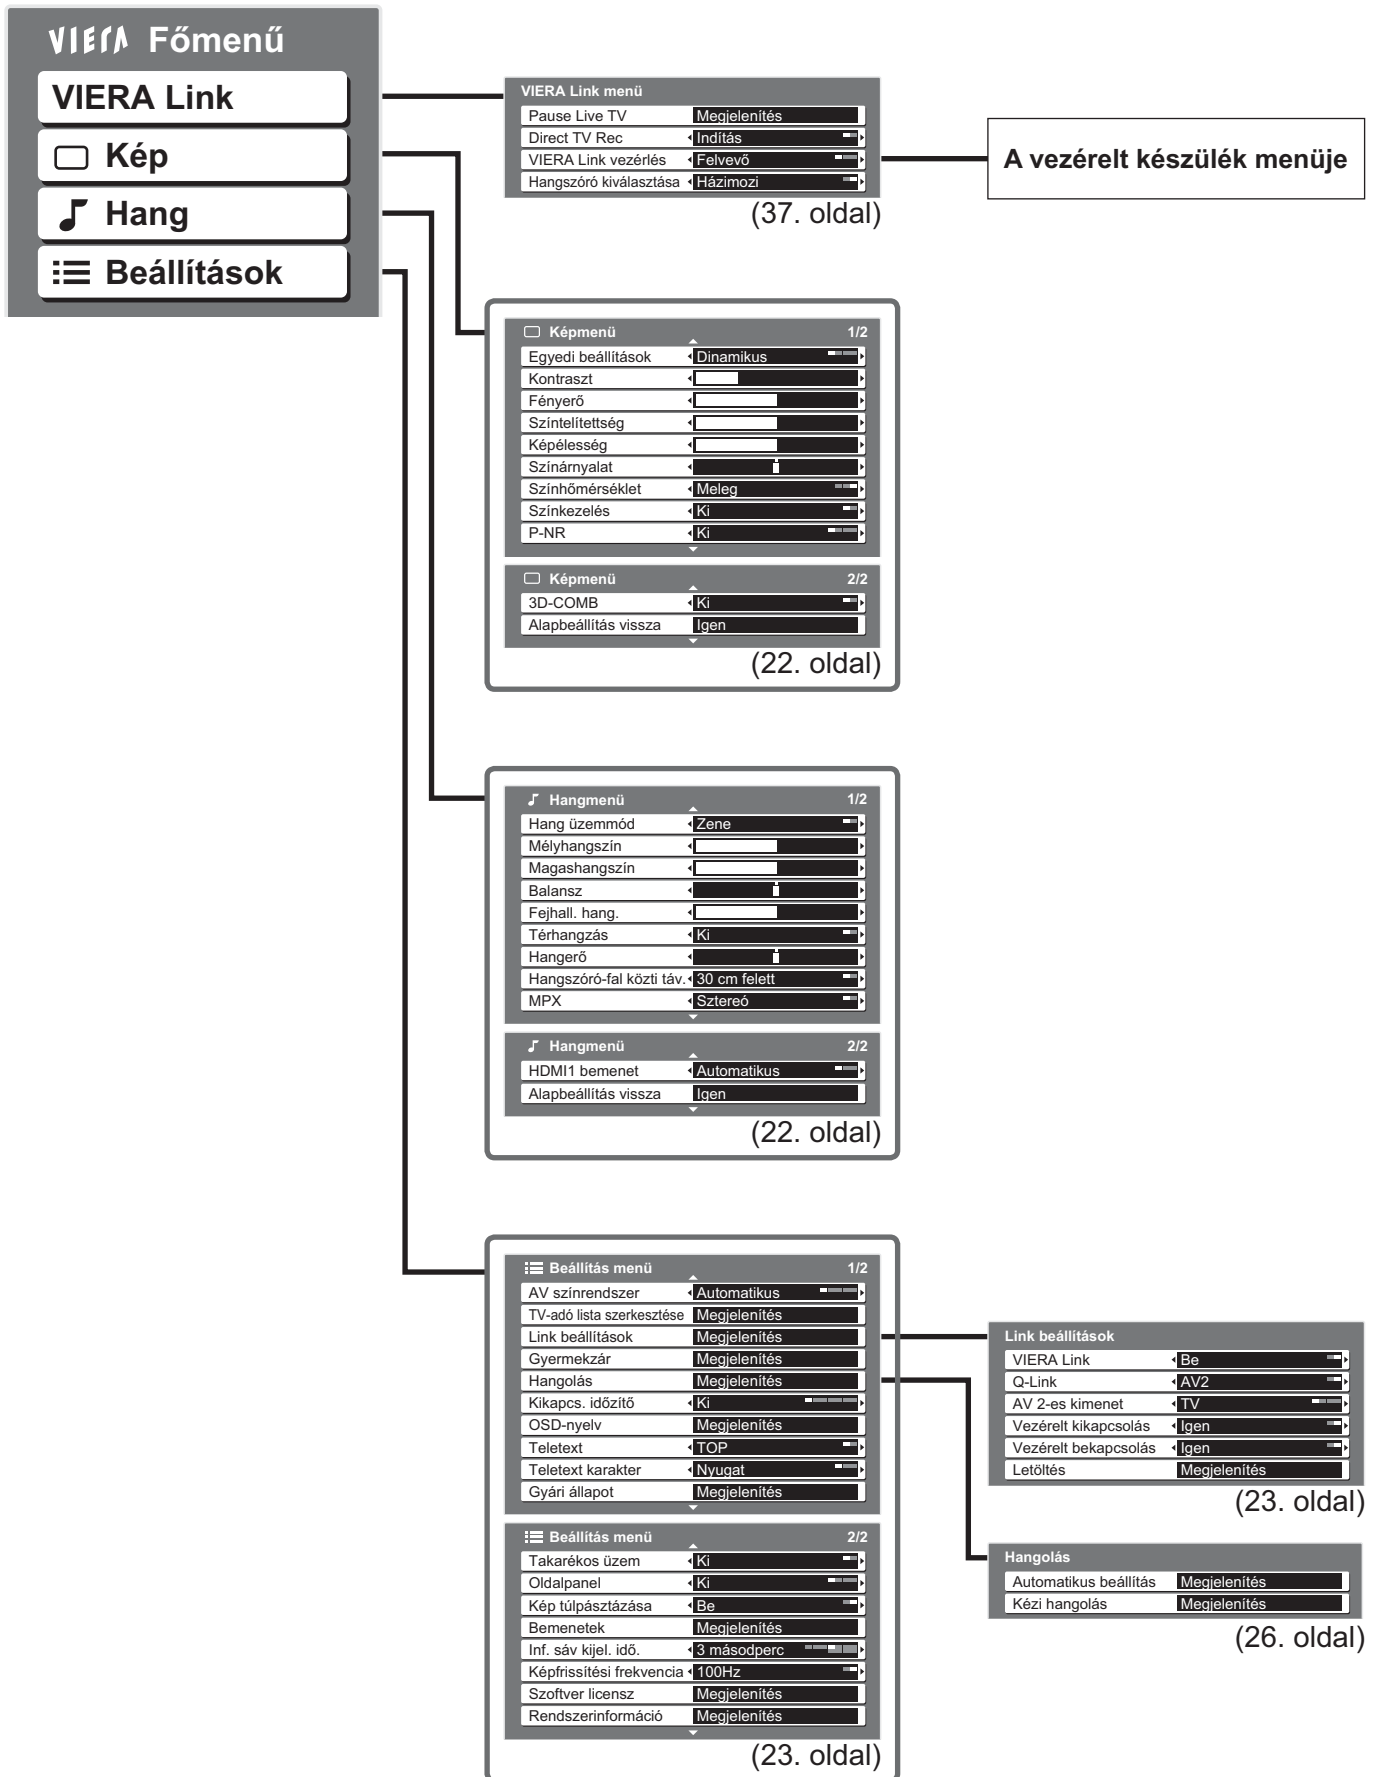 VIERA Főmenű
VIERA Link
Kép
Hang
Beállítások
VIERA Link menü
Pause Live TV Megjelenítés
Direct TV Rec Indítás
VIERA Link vezérlés Felvevő
Hangszóró kiválasztása Házimozi
(37. oldal)
A vezérelt készülék menüje
Képmenü 1/2
Egyedi beállítások Dinamikus
Kontraszt
Fényerő
Színtelítettség
Képélesség
Színárnyalat
Színhőmérséklet Meleg
Színkezelés Ki
P-NR Ki
Képmenü 2/2
3D-COMB Ki
Alapbeállítás vissza Igen
(22. oldal)
Hangmenü 1/2
Hang üzemmód Zene
Mélyhangszín
Magashangszín
Balansz
Fejhall. hang.
Térhangzás Ki
Hangerő
Hangszóró-fal közti táv. 30 cm felett
MPX Sztereó
Hangmenü 2/2
HDMI1 bemenet Automatikus
Alapbeállítás vissza Igen
(22. oldal)
Beállítás menü 1/2
AV színrendszer Automatikus
TV-adó lista szerkesztése Megjelenítés
Link beállítások Megjelenítés
Gyermekzár Megjelenítés
Hangolás Megjelenítés
Kikapcs. időzítő Ki
OSD-nyelv Megjelenítés
Teletext TOP
Teletext karakter Nyugat
Gyári állapot Megjelenítés
Beállítás menü 2/2
Takarékos üzem Ki
Oldalpanel Ki
Kép túlpásztázása Be
Bemenetek Megjelenítés
Inf. sáv kijel. idő. 3 másodperc
Képfrissítési frekvencia 100Hz
Szoftver licensz Megjelenítés
Rendszerinformáció Megjelenítés
(23. oldal)
Link beállítások
VIERA Link Be
Q-Link AV2
AV 2-es kimenet TV
Vezérelt kikapcsolás Igen
Vezérelt bekapcsolás Igen
Letöltés Megjelenítés
(23. oldal)
Hangolás
Automatikus beállítás Megjelenítés
Kézi hangolás Megjelenítés
(26. oldal)